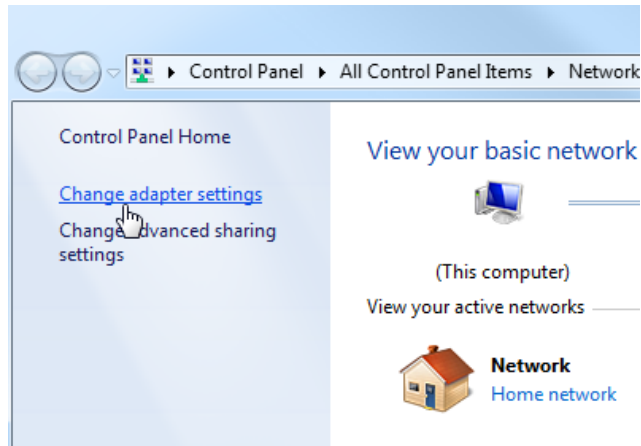 Control Panel ▸ All Control Panel Items ▸ Network
Control Panel Home
Change adapter settings
Change advanced sharing
settings
View your basic network
(This computer)
View your active networks
Network
Home network